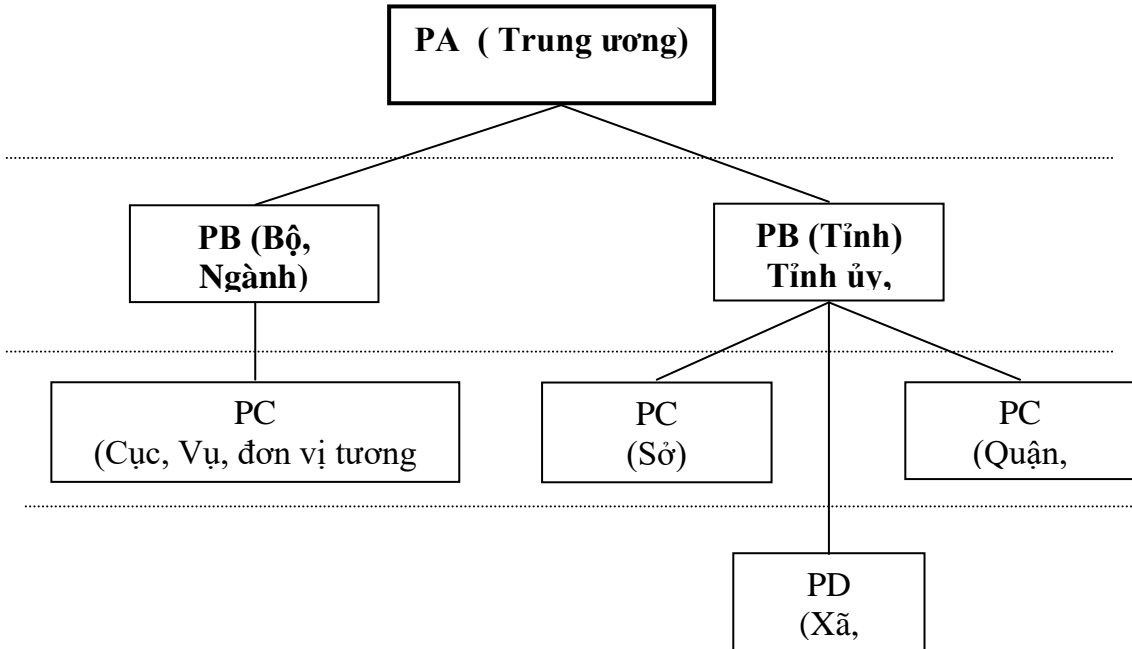 PA ( Trung ương)
PB (Bộ,
Ngành)
PB (Tỉnh)
Tỉnh ủy,
PC
(Cục, Vụ, đơn vị tương
PC
(Sở)
PC
(Quận,
PD
(Xã,